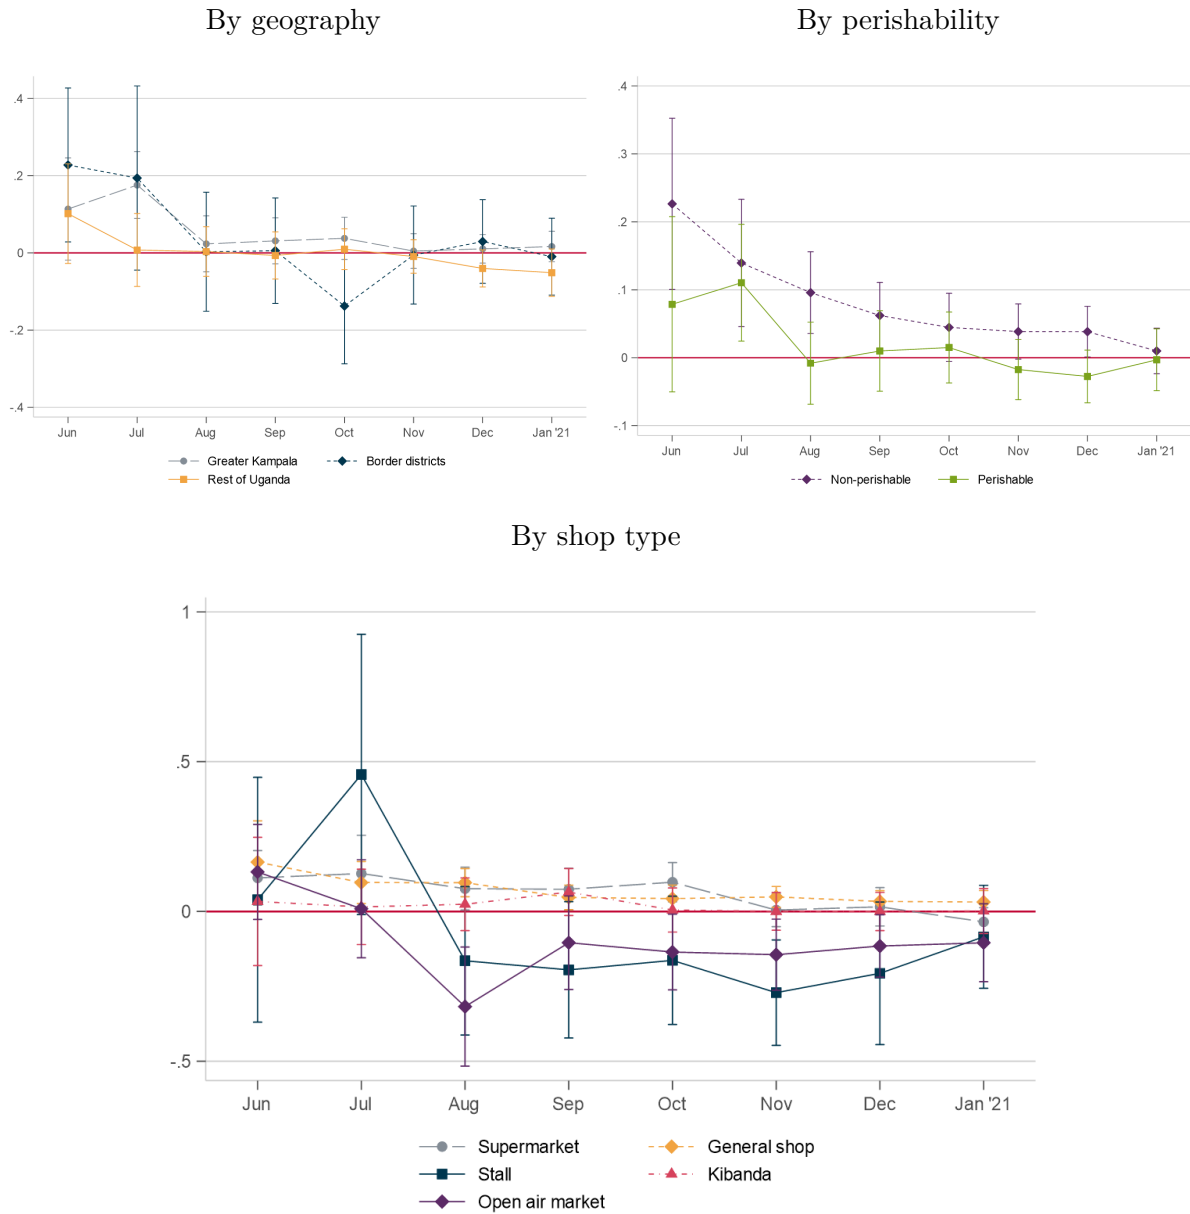 By geography
.4
.2
0
-.2
-.4
Jun Jul Aug Sep Oct Nov Dec Jan '21
Greater Kampala Border districts
Rest of Uganda
By perishability
.4
.3
.2
.1
0
-.1
Jun Jul Aug Sep Oct Nov Dec Jan '21
Non-perishable Perishable
By shop type
1
.5
0
-.5
Jun Jul Aug Sep Oct Nov Dec Jan '21
Supermarket General shop
Stall Kibanda
Open air market